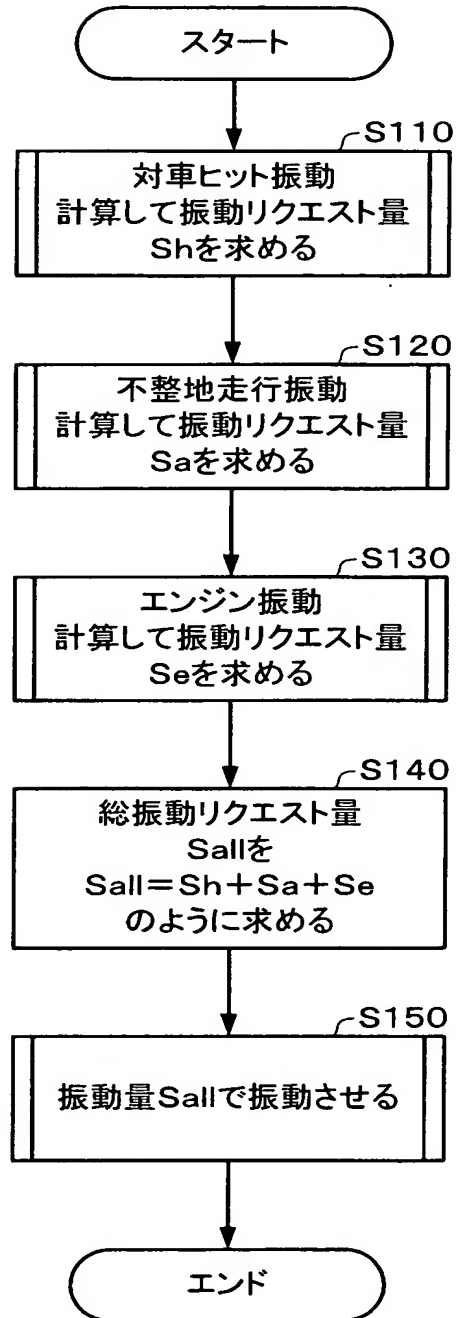 スタート
S110
対車ヒット振動
計算して振動リクエスト量
Shを求める
S120
不整地走行振動
計算して振動リクエスト量
Saを求める
S130
エンジン振動
計算して振動リクエスト量
Seを求める
S140
総振動リクエスト量
Sallを
Sall=Sh+Sa+Se
のように求める
S150
振動量Sallで振動させる
エンド